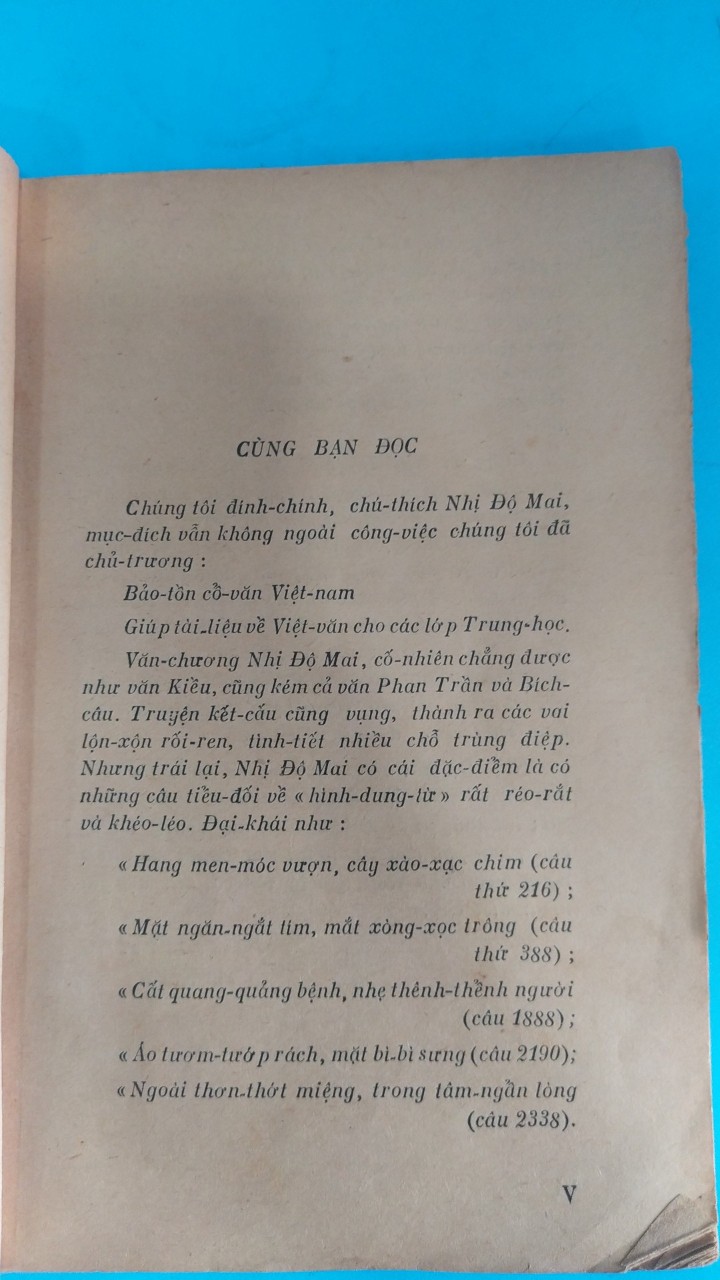 CÙNG BẠN ĐỌC
Chúng tôi đính-chính, chú-thích Nhị Độ Mai,
mục-đích vẫn không ngoài công-việc chúng tôi đã
chủ-trương :
Bảo-tồn cổ-văn Việt-nam
Giúp tài-liệu về Việt-văn cho các lớp Trung-học.
Văn-chương Nhị Độ Mai, cố-nhiên chẳng được
như văn Kiều, cũng kém cả văn Phan Trần và Bích-
câu. Truyện kết-cấu cũng vụng, thành ra các vai
lộn-xộn rối-ren, tình-tiết nhiều chỗ trùng điệp.
Nhưng trái lại, Nhị Độ Mai có cái đặc-điểm là có
những câu tiểu-đối về « hình-dung-từ » rất réo-rắt
và khéo-léo. Đại-khái như :
« Hang men-móc vượn, cây xào-xạc chim (câu
thứ 216) ;
« Mặt ngăn-ngắt tím, mắt xòng-xọc trông (câu
thứ 388) ;
« Cất quang-quảng bệnh, nhẹ thênh-thểnh người
(câu 1888) ;
« Áo tươm-tướp rách, mặt bì-bì sưng (câu 2190);
« Ngoài thơn-thớt miệng, trong tâm-ngần lòng
(câu 2338).
V